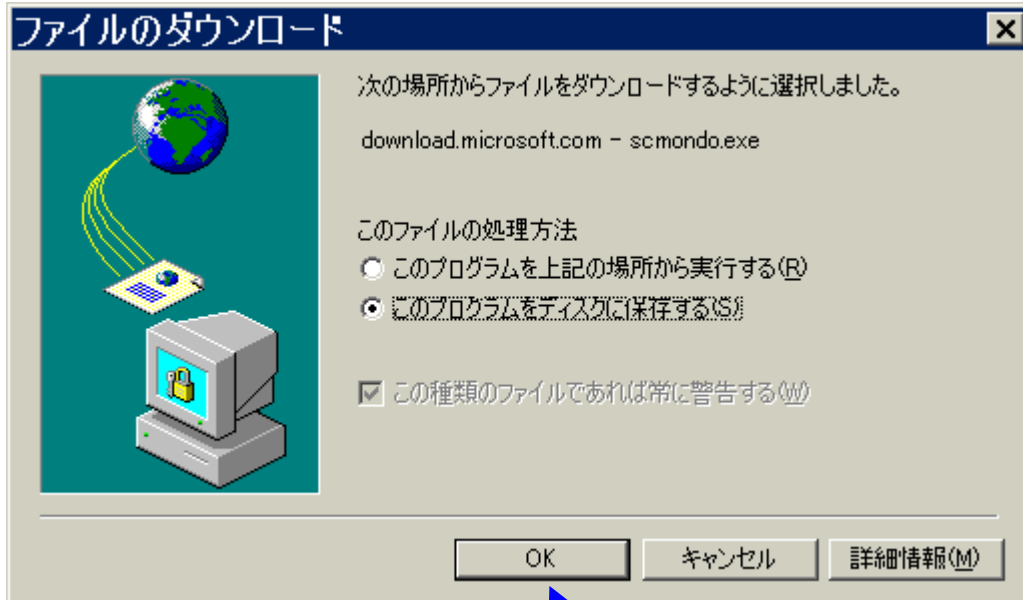 ファイルのダウンロード
次の場所からファイルをダウンロードするように選択しました。
download.microsoft.com - scmondo.exe
このファイルの処理方法
このプログラムを上記の場所から実行する(R)
このプログラムをディスクに保存する(S)
この種類のファイルであれば常に警告する(W)
OK
キャンセル
詳細情報(M)